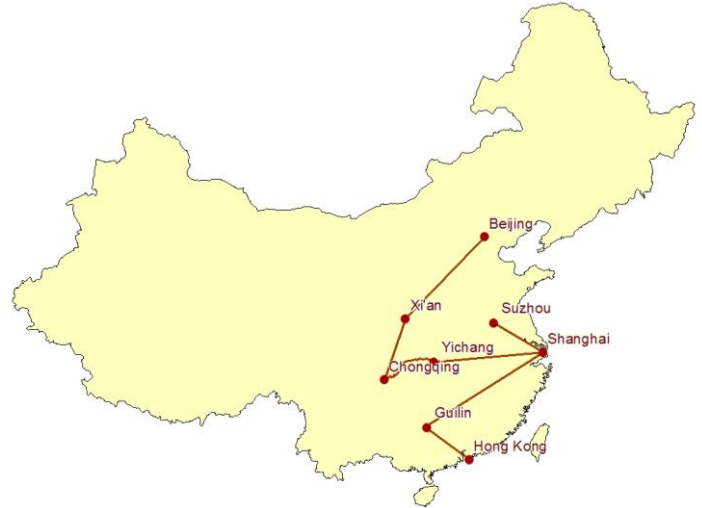 Beijing
Xi'an
Suzhou
Shanghai
Yichang
Chongqing
Guilin
Hong Kong